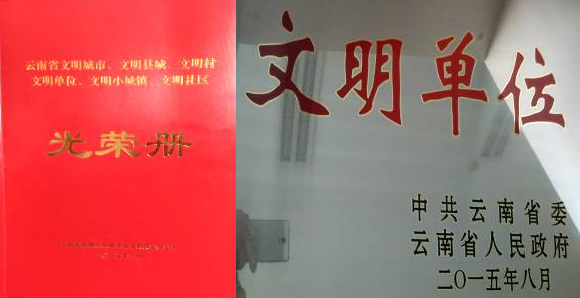 云南省文明城市、文明县城、文明村
文明单位、文明小城镇、文明社区
光荣册
文明单位
中共云南省委
云南省人民政府
二〇一五年八月